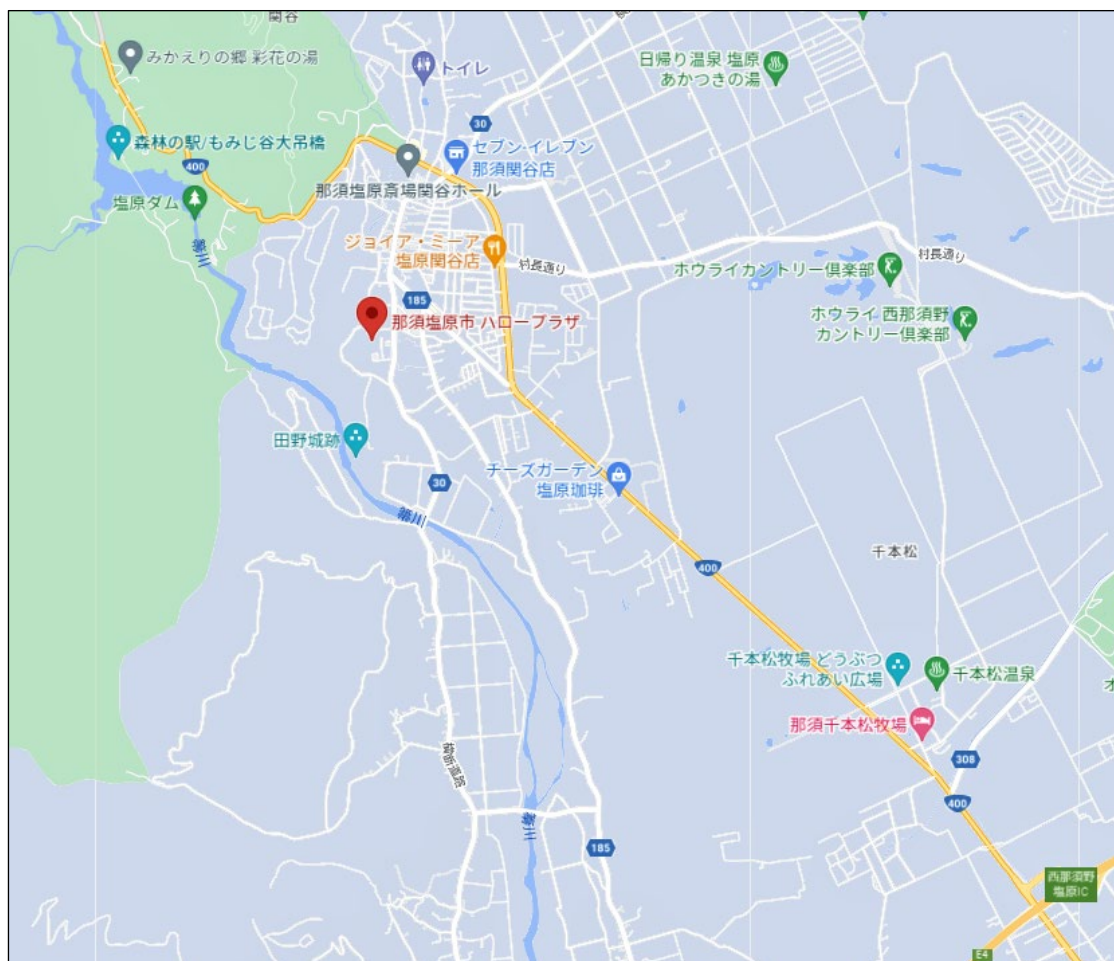 関谷
みかえりの郷 彩花の湯
トイレ
日帰り温泉 塩原
あかつきの湯
30
セブン-イレブン
那須関谷店
森林の駅/もみじ谷大吊橋
400
那須塩原斎場関谷ホール
塩原ダム
箒川
ジョイア・ミーア
塩原関谷店
村長通り
村長通り
ホウライカントリー倶楽部
185
那須塩原市 ハロープラザ
ホウライ 西那須野
カントリー倶楽部
田野城跡
チーズガーデン
塩原珈琲
30
箒川
千本松
400
千本松牧場 どうぶつ
ふれあい広場
千本松温泉
オ
那須千本松牧場
308
400
箒川
185
西那須野
塩原IC
E4